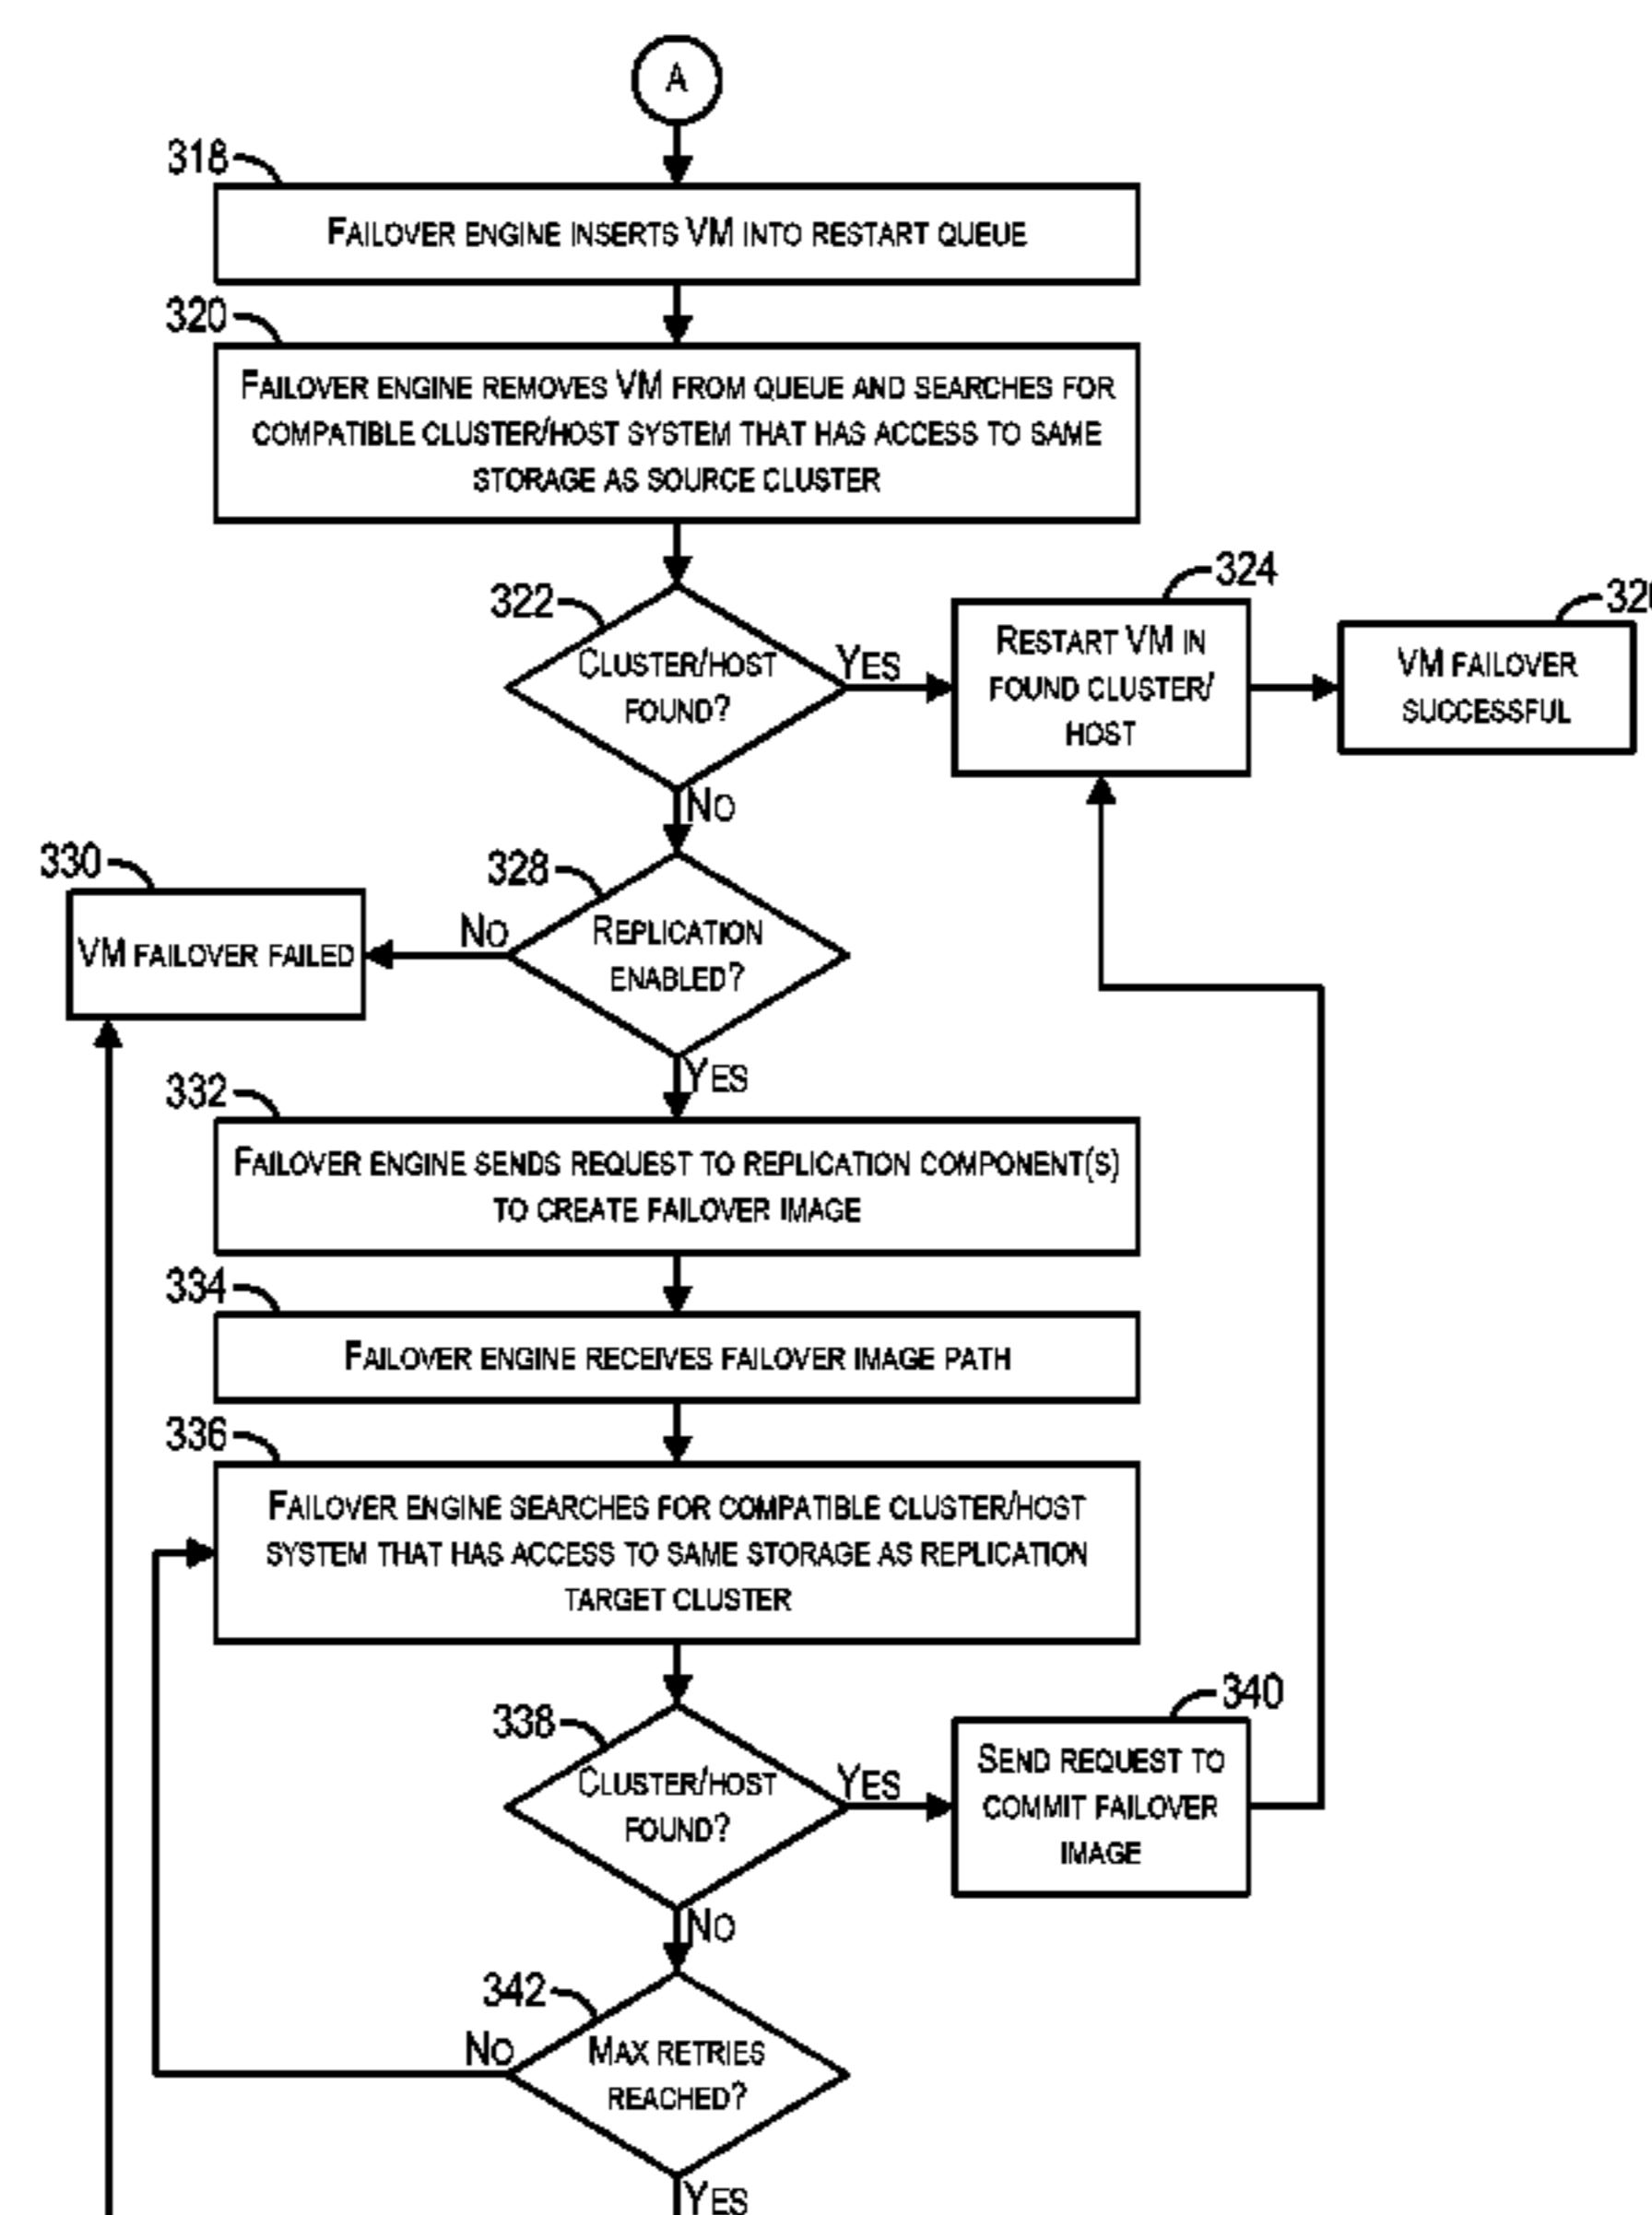 A
318
FAILOVER ENGINE INSERTS VM INTO RESTART QUEUE
320
FAILOVER ENGINE REMOVES VM FROM QUEUE AND SEARCHES FOR
COMPATIBLE CLUSTER/HOST SYSTEM THAT HAS ACCESS TO SAME
STORAGE AS SOURCE CLUSTER
322
CLUSTER/HOST
FOUND?
YES
324
RESTART VM IN
FOUND CLUSTER/
HOST
VM FAILOVER
SUCCESSFUL
NO
328
REPLICATION
ENABLED?
NO
330
VM FAILOVER FAILED
YES
332
FAILOVER ENGINE SENDS REQUEST TO REPLICATION COMPONENT(S)
TO CREATE FAILOVER IMAGE
334
FAILOVER ENGINE RECEIVES FAILOVER IMAGE PATH
336
FAILOVER ENGINE SEARCHES FOR COMPATIBLE CLUSTER/HOST
SYSTEM THAT HAS ACCESS TO SAME STORAGE AS REPLICATION
TARGET CLUSTER
338
CLUSTER/HOST
FOUND?
YES
340
SEND REQUEST TO
COMMIT FAILOVER
IMAGE
NO
342
MAX RETRIES
REACHED?
NO
YES